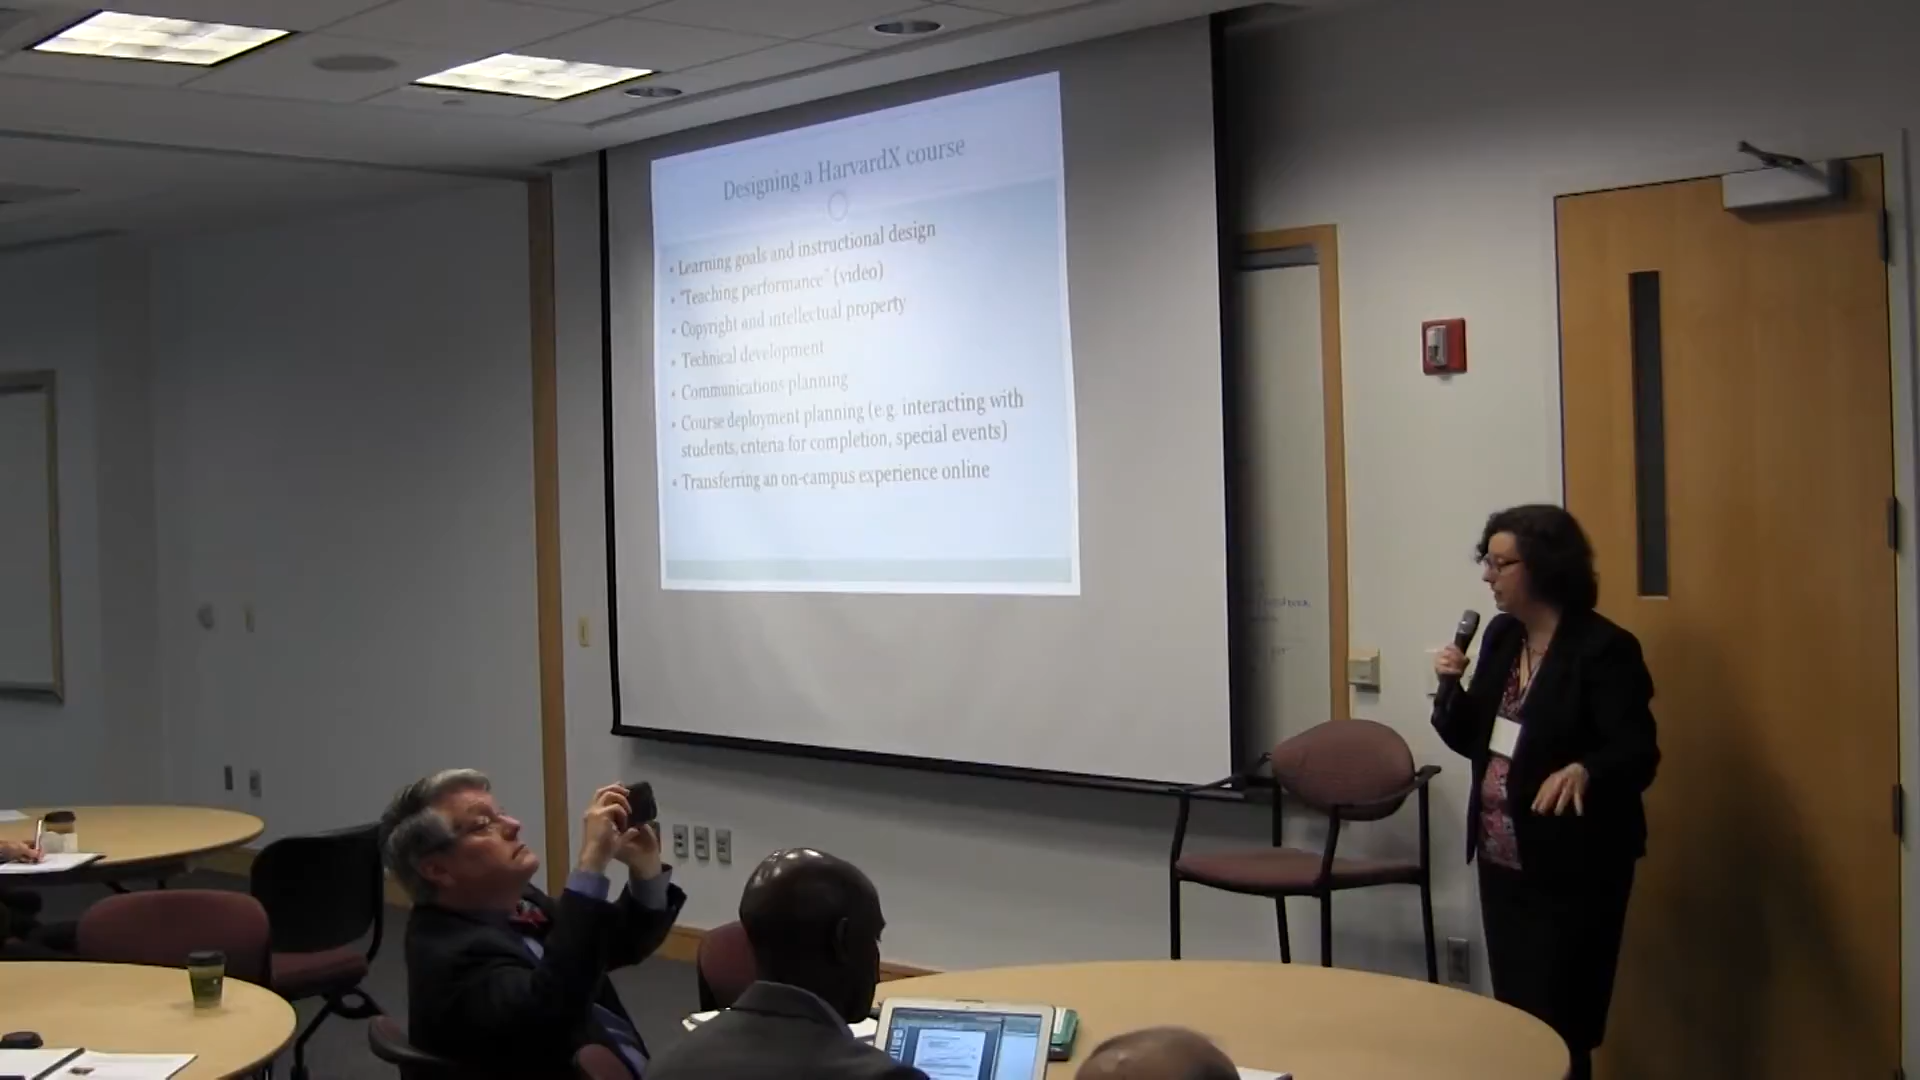 Designing a HarvardX course
• Learning goals and instructional design
• "Teaching performance" (video)
• Copyright and intellectual property
• Technical development
• Communications planning
• Course deployment planning (e.g. interacting with
students, criteria for completion, special events)
• Transferring an on-campus experience online